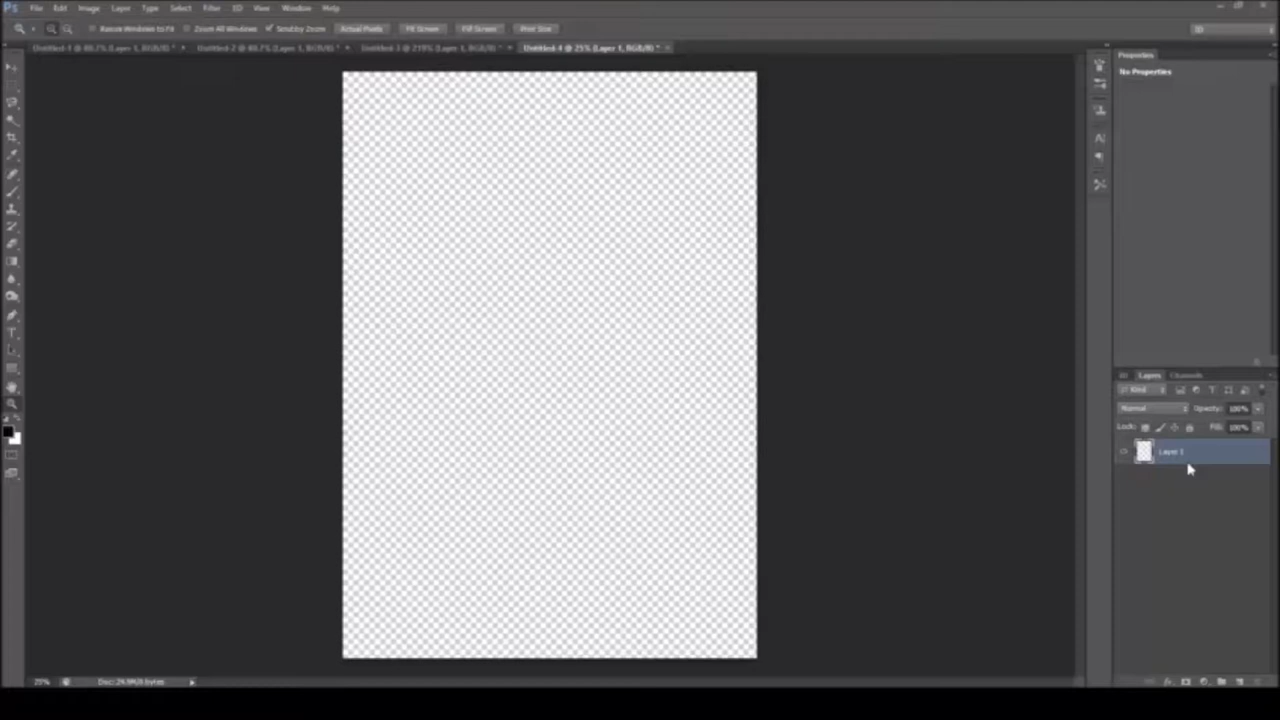 Ps File Edit Image Layer Type Select Filter 3D View Window Help
Resize Windows to Fit Zoom All Windows Scrubby Zoom Actual Pixels Fit Screen Fill Screen Print Size 3D
Untitled-1 @ 66.7% (Layer 1, RGB/8) * Untitled-2 @ 66.7% (Layer 1, RGB/8) * Untitled-3 @ 219% (Layer 1, RGB/8) * Untitled-4 @ 25% (Layer 1, RGB/8) *
Properties
No Properties
3D Layers Channels
Kind
Normal Opacity: 100%
Lock: Fill: 100%
Layer 1
25% Doc: 24.9M/0 bytes